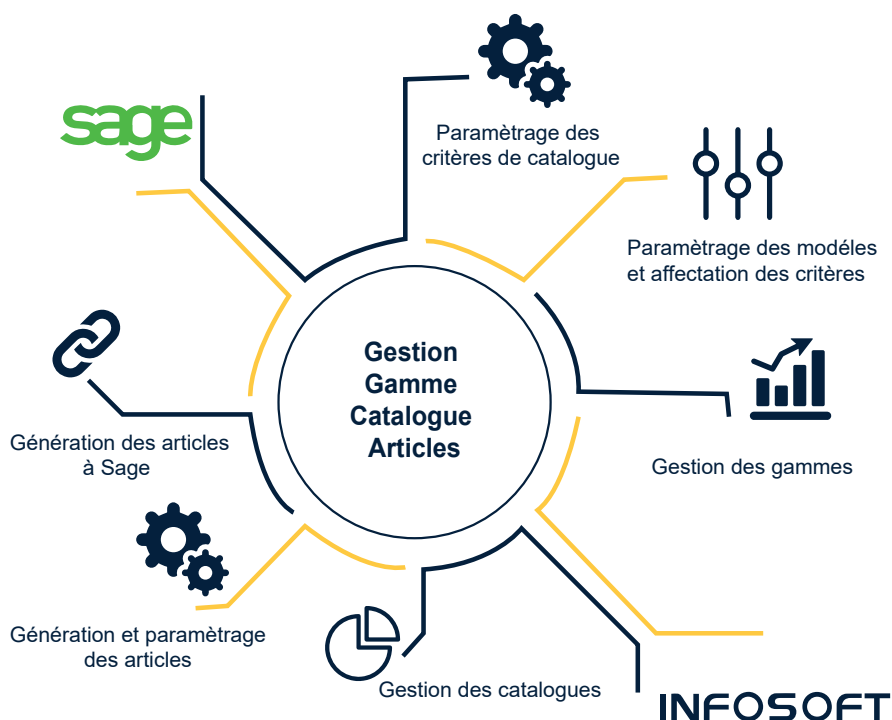 sage
Paramètrage des
critères de catalogue
Paramètrage des modéles
et affectation des critères
Gestion
Gamme
Catalogue
Articles
Génération des articles
à Sage
Gestion des gammes
Génération et paramètrage
des articles
Gestion des catalogues
INFOSOFT